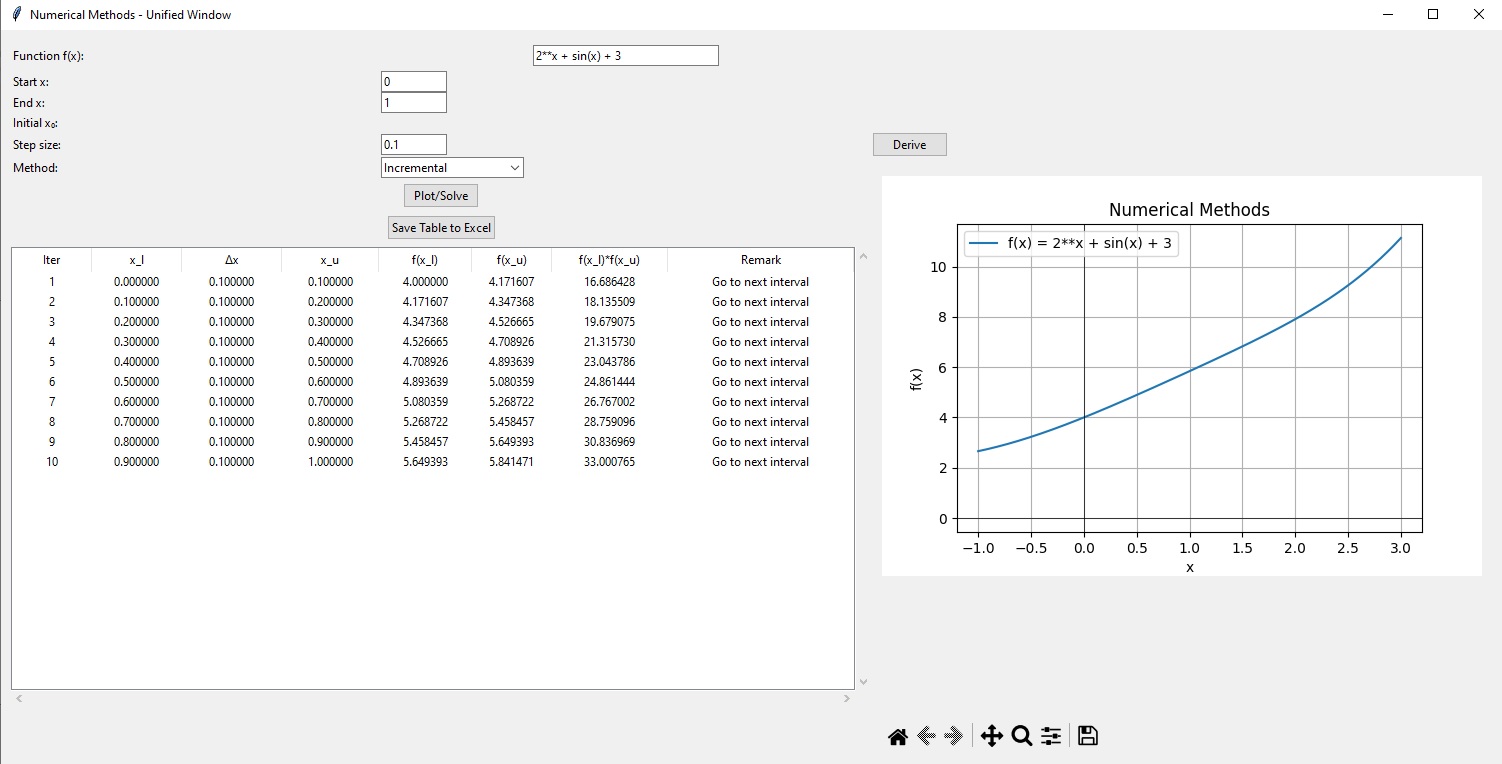 Numerical Methods - Unified Window
Function f(x): 2**x + sin(x) + 3
Start x: 0
End x: 1
Initial x₀:
Step size: 0.1
Derive
Method: Incremental
Plot/Solve
Save Table to Excel
Iter x_l Δx x_u f(x_l) f(x_u) f(x_l)*f(x_u) Remark
1 0.000000 0.100000 0.100000 4.000000 4.171607 16.686428 Go to next interval
2 0.100000 0.100000 0.200000 4.171607 4.347368 18.135509 Go to next interval
3 0.200000 0.100000 0.300000 4.347368 4.526665 19.679075 Go to next interval
4 0.300000 0.100000 0.400000 4.526665 4.708926 21.315730 Go to next interval
5 0.400000 0.100000 0.500000 4.708926 4.893639 23.043786 Go to next interval
6 0.500000 0.100000 0.600000 4.893639 5.080359 24.861444 Go to next interval
7 0.600000 0.100000 0.700000 5.080359 5.268722 26.767002 Go to next interval
8 0.700000 0.100000 0.800000 5.268722 5.458457 28.759096 Go to next interval
9 0.800000 0.100000 0.900000 5.458457 5.649393 30.836969 Go to next interval
10 0.900000 0.100000 1.000000 5.649393 5.841471 33.000765 Go to next interval
Numerical Methods
f(x) = 2**x + sin(x) + 3
10
8
6
4
2
0
f(x)
−1.0 −0.5 0.0 0.5 1.0 1.5 2.0 2.5 3.0
x